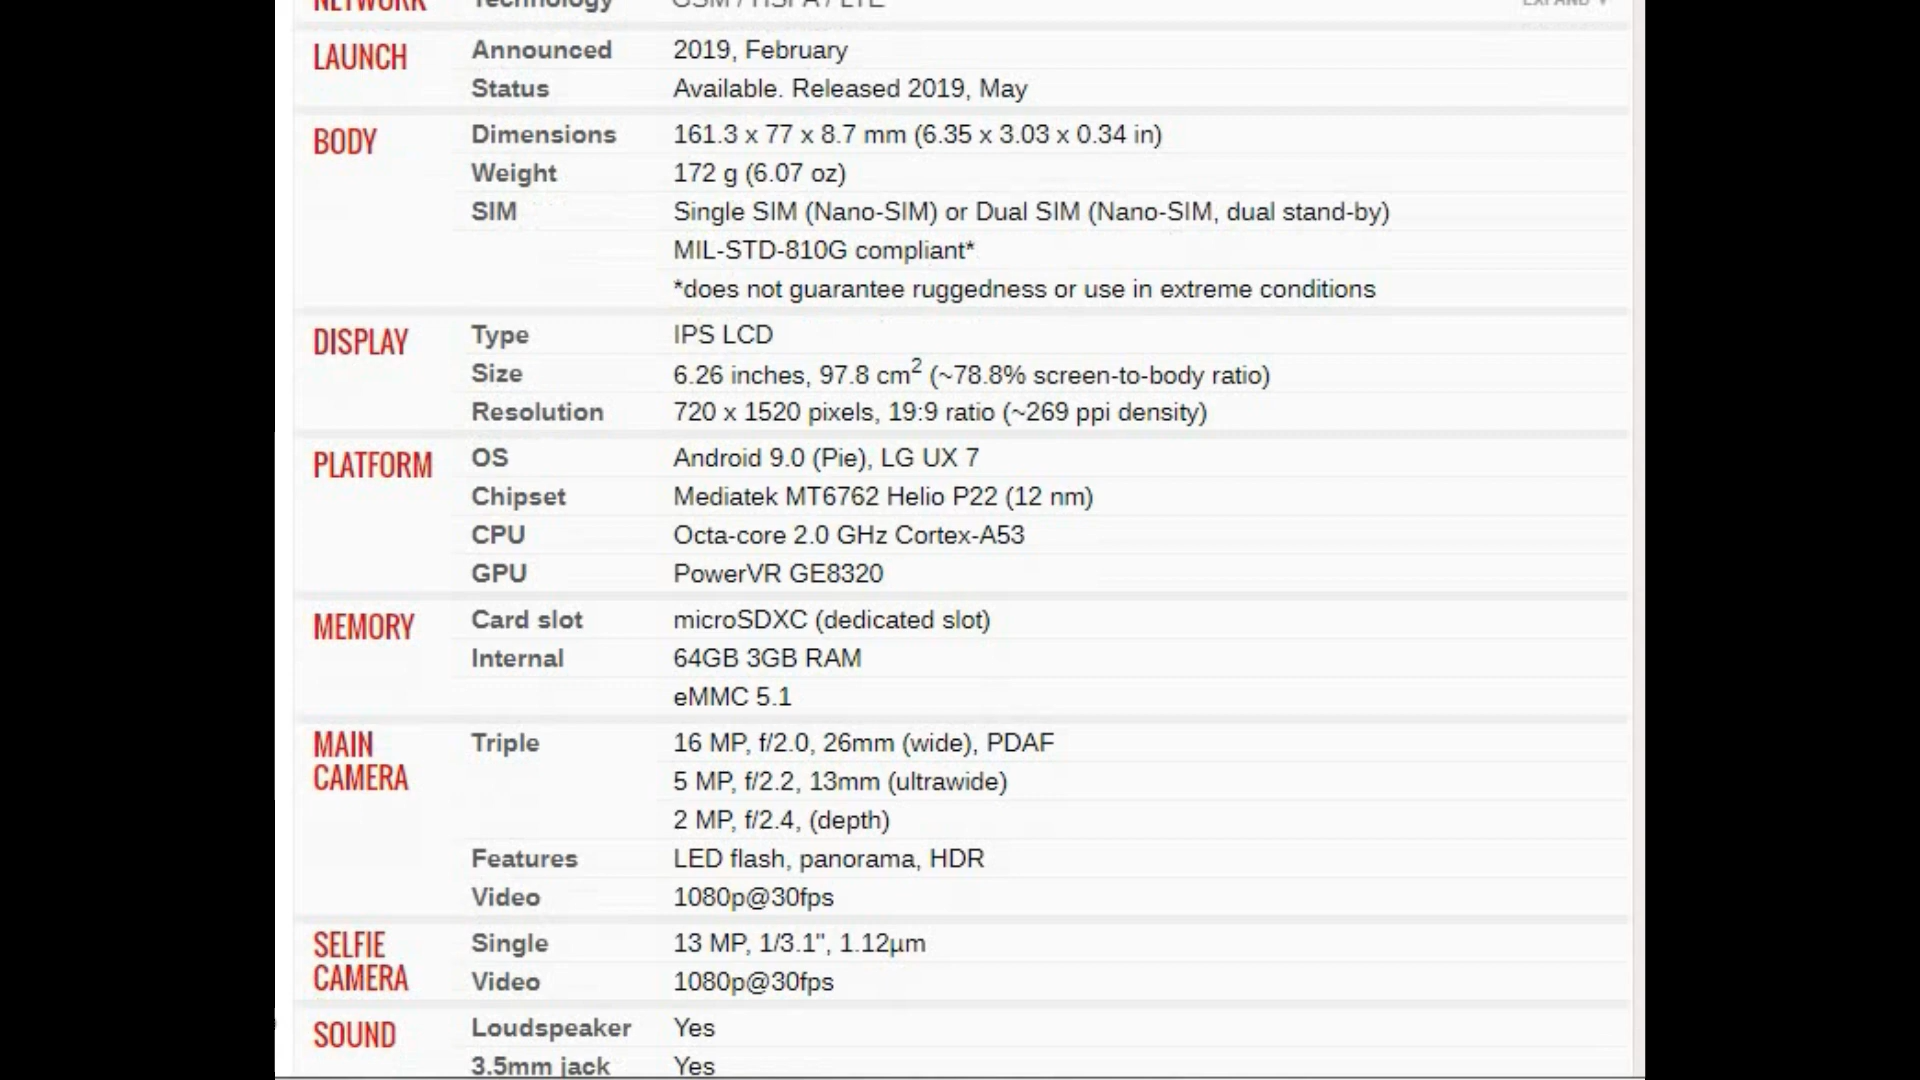 NETWORK Technology GSM / HSPA / LTE EXPAND ▼
LAUNCH Announced 2019, February
Status Available. Released 2019, May
BODY Dimensions 161.3 x 77 x 8.7 mm (6.35 x 3.03 x 0.34 in)
Weight 172 g (6.07 oz)
SIM Single SIM (Nano-SIM) or Dual SIM (Nano-SIM, dual stand-by)
MIL-STD-810G compliant*
*does not guarantee ruggedness or use in extreme conditions
DISPLAY Type IPS LCD
Size 6.26 inches, 97.8 cm² (~78.8% screen-to-body ratio)
Resolution 720 x 1520 pixels, 19:9 ratio (~269 ppi density)
PLATFORM OS Android 9.0 (Pie), LG UX 7
Chipset Mediatek MT6762 Helio P22 (12 nm)
CPU Octa-core 2.0 GHz Cortex-A53
GPU PowerVR GE8320
MEMORY Card slot microSDXC (dedicated slot)
Internal 64GB 3GB RAM
eMMC 5.1
MAIN CAMERA Triple 16 MP, f/2.0, 26mm (wide), PDAF
5 MP, f/2.2, 13mm (ultrawide)
2 MP, f/2.4, (depth)
Features LED flash, panorama, HDR
Video 1080p@30fps
SELFIE CAMERA Single 13 MP, 1/3.1", 1.12µm
Video 1080p@30fps
SOUND Loudspeaker Yes
3.5mm jack Yes